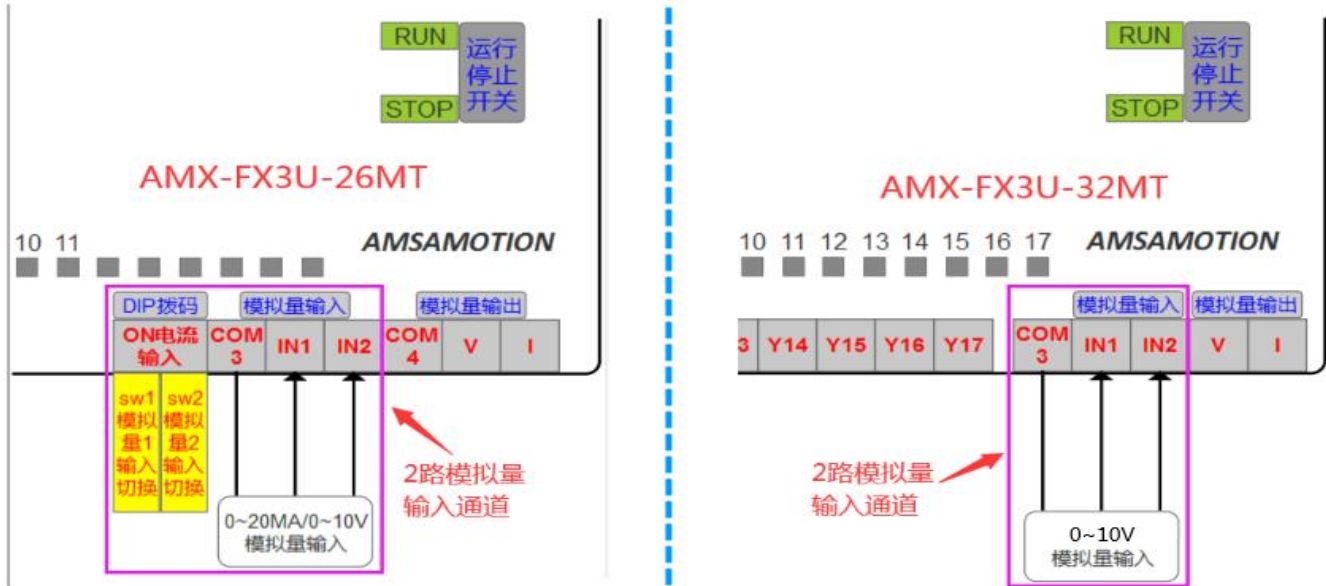 RUN
运行
停止
开关
STOP
AMX-FX3U-26MT
10 11
AMSAMOTION
DIP拨码
模拟量输入
模拟量输出
ON电流
输入
COM
3
IN1
IN2
COM
4
V
I
sw1
模拟
量1
输入
切换
sw2
模拟
量2
输入
切换
2路模拟量
输入通道
0~20MA/0~10V
模拟量输入
RUN
运行
停止
开关
STOP
AMX-FX3U-32MT
10 11 12 13 14 15 16 17
AMSAMOTION
模拟量输入
模拟量输出
3
Y14
Y15
Y16
Y17
COM
3
IN1
IN2
V
I
2路模拟量
输入通道
0~10V
模拟量输入